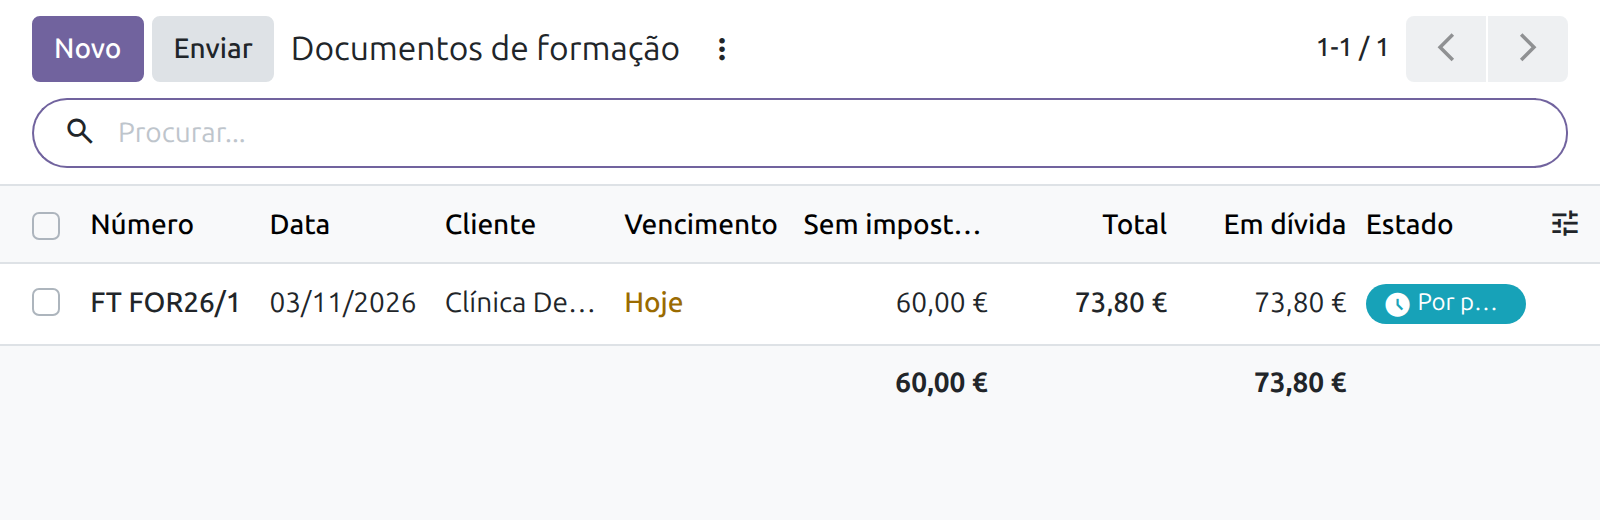 Novo Enviar Documentos de formação 1-1 / 1
Procurar...
Número Data Cliente Vencimento Sem impost... Total Em dívida Estado
FT FOR26/1 03/11/2026 Clínica De... Hoje 60,00 € 73,80 € 73,80 € Por p...
60,00 € 73,80 €